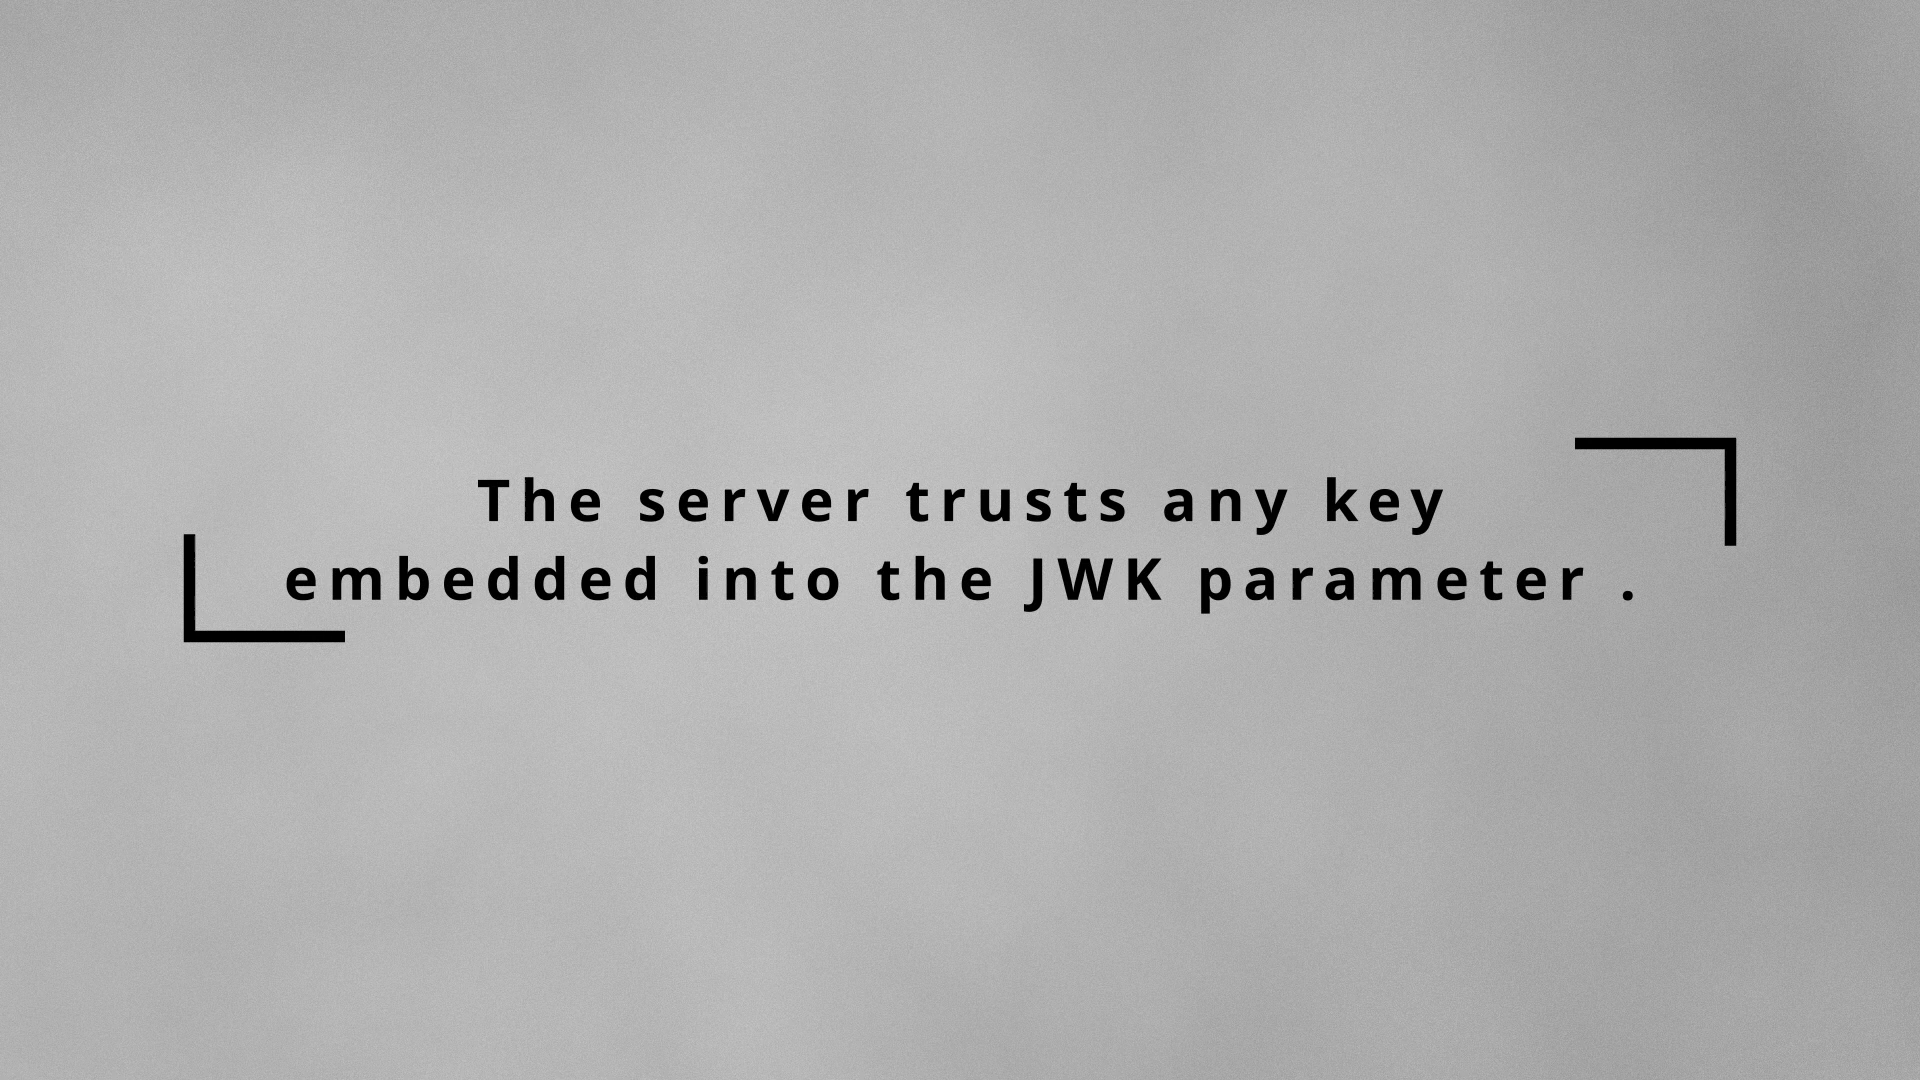 The server trusts any key
embedded into the JWK parameter .